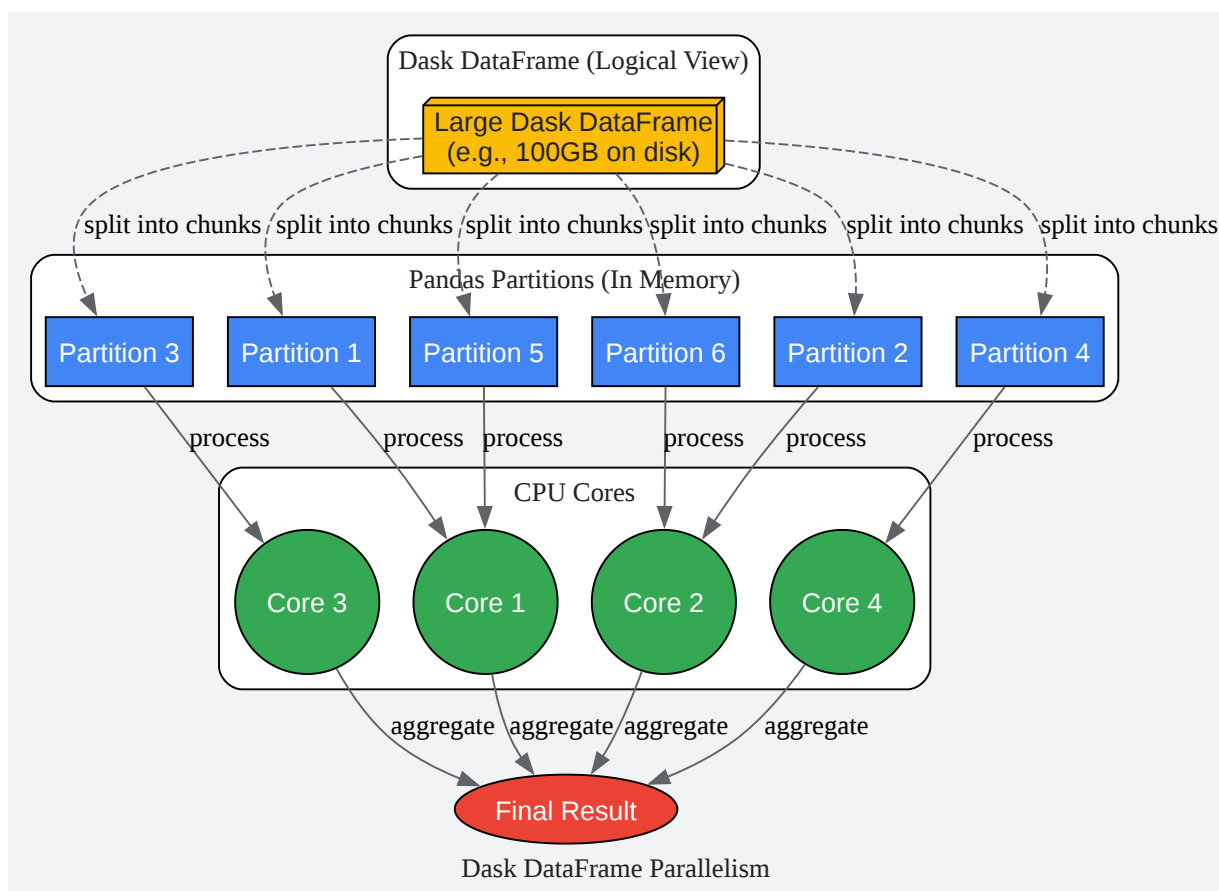 Dask DataFrame (Logical View)
Large Dask DataFrame
(e.g., 100GB on disk)
split into chunks
split into chunks
split into chunks
split into chunks
split into chunks
split into chunks
Pandas Partitions (In Memory)
Partition 3
Partition 1
Partition 5
Partition 6
Partition 2
Partition 4
process
process
process
process
process
process
CPU Cores
Core 3
Core 1
Core 2
Core 4
aggregate
aggregate
aggregate
aggregate
Final Result
Dask DataFrame Parallelism